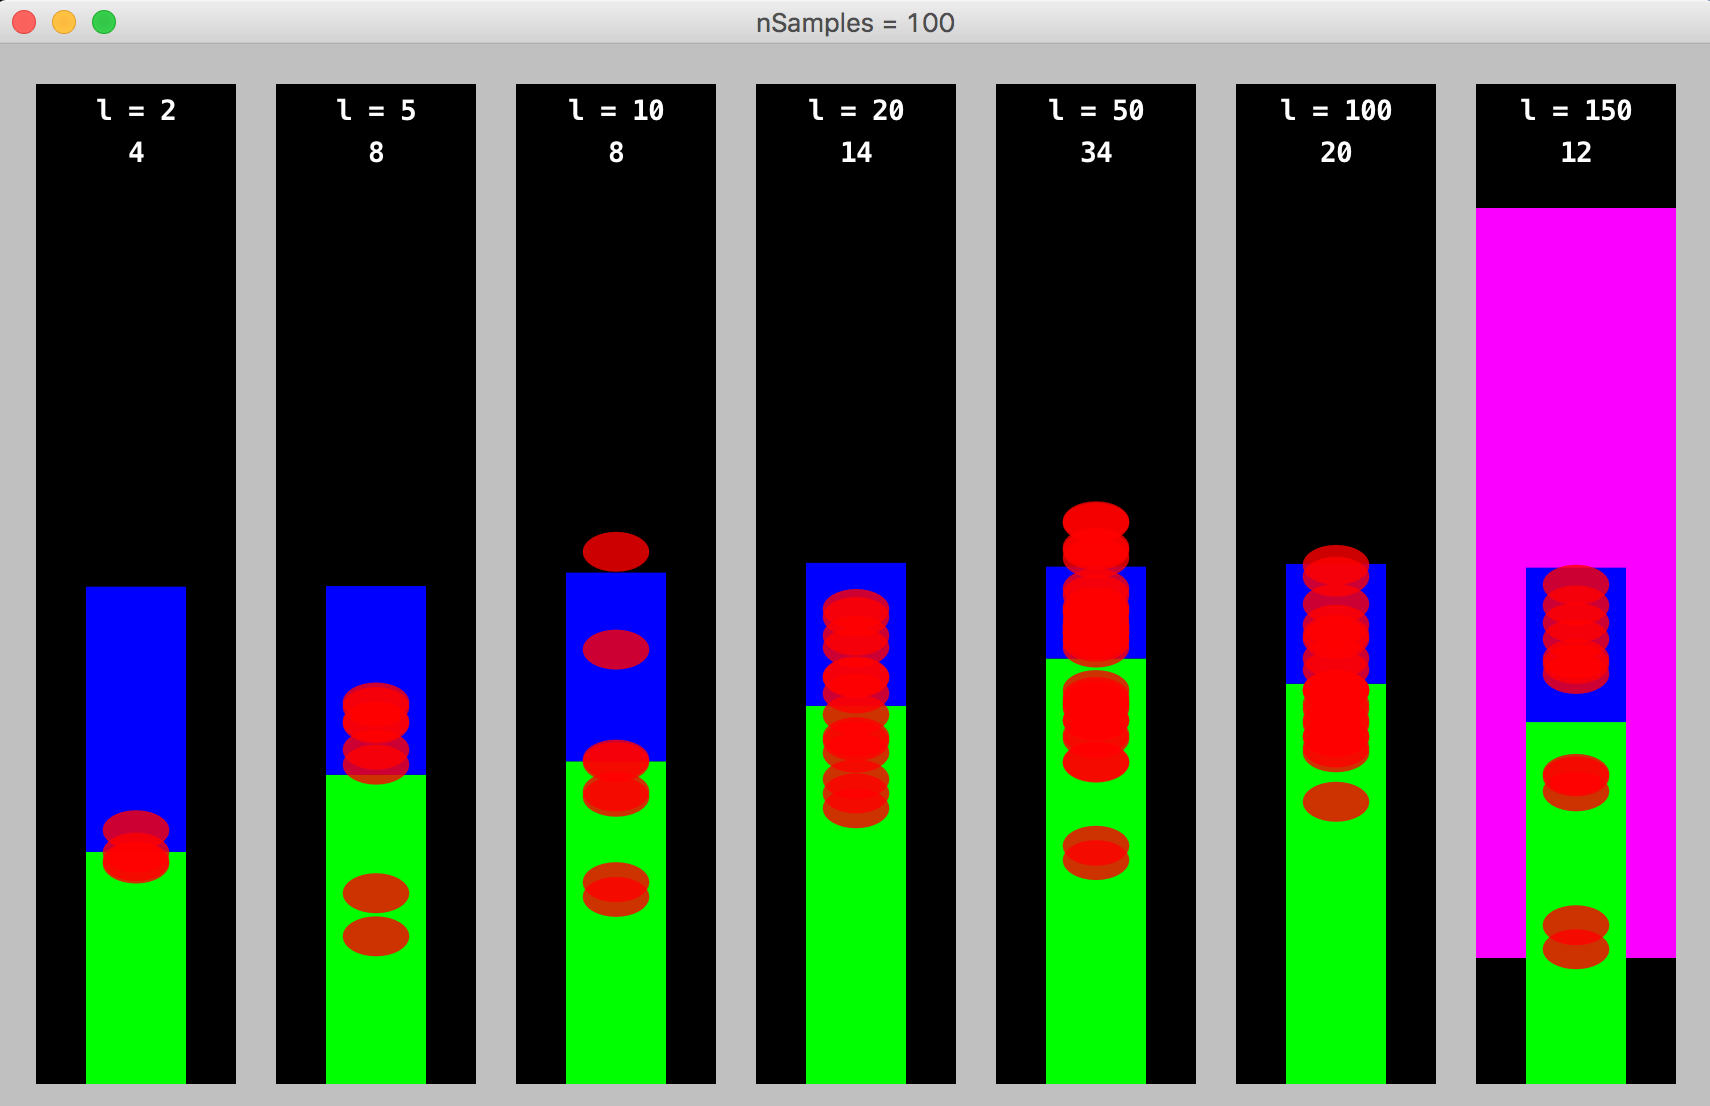 nSamples = 100
l = 2
4
l = 5
8
l = 10
8
l = 20
14
l = 50
34
l = 100
20
l = 150
12